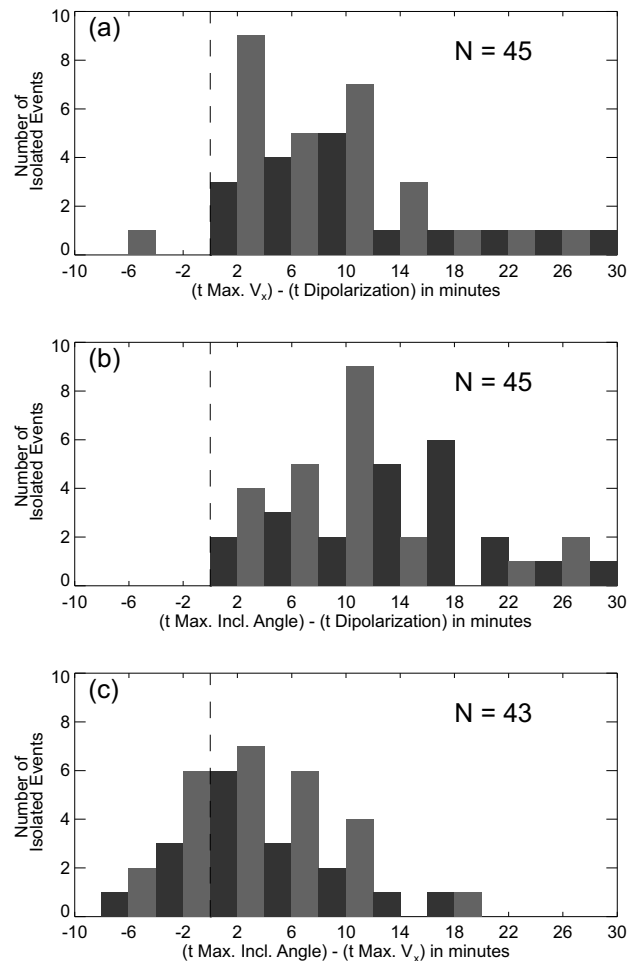 (a)
N = 45
10
8
6
4
2
0
Number of
Isolated Events
-10 -6 -2 2 6 10 14 18 22 26 30
(t Max. Vx) - (t Dipolarization) in minutes
(b)
N = 45
10
8
6
4
2
0
Number of
Isolated Events
-10 -6 -2 2 6 10 14 18 22 26 30
(t Max. Incl. Angle) - (t Dipolarization) in minutes
(c)
N = 43
10
8
6
4
2
0
Number of
Isolated Events
-10 -6 -2 2 6 10 14 18 22 26 30
(t Max. Incl. Angle) - (t Max. Vx) in minutes